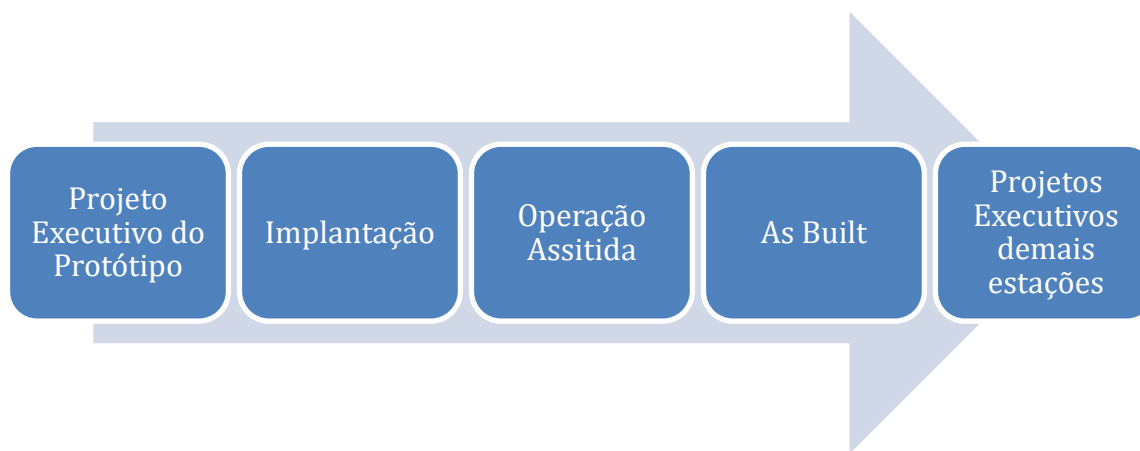 Projeto
Executivo do
Protótipo
Implantação
Operação
Assitida
As Built
Projetos
Executivos
demais
estações